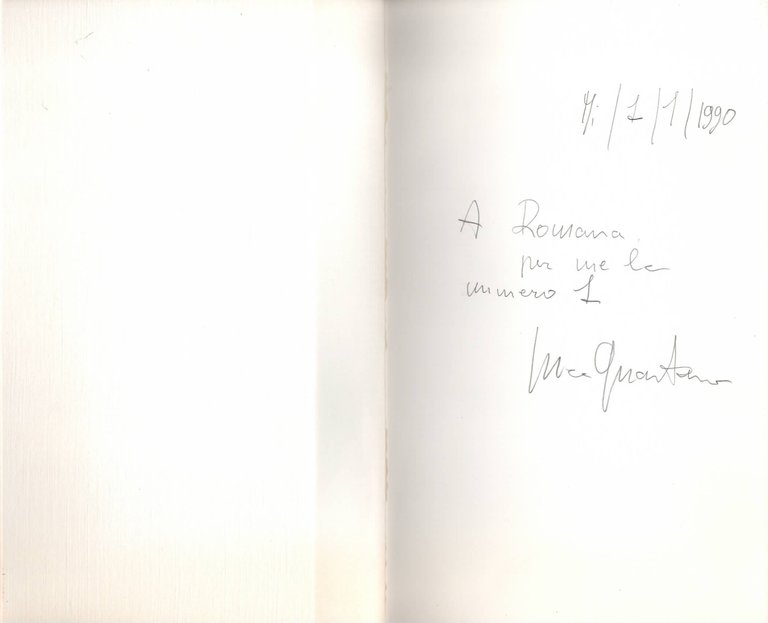 Mi/1/1/1990
A Romana
per me la
numero 1
Luca Quartana